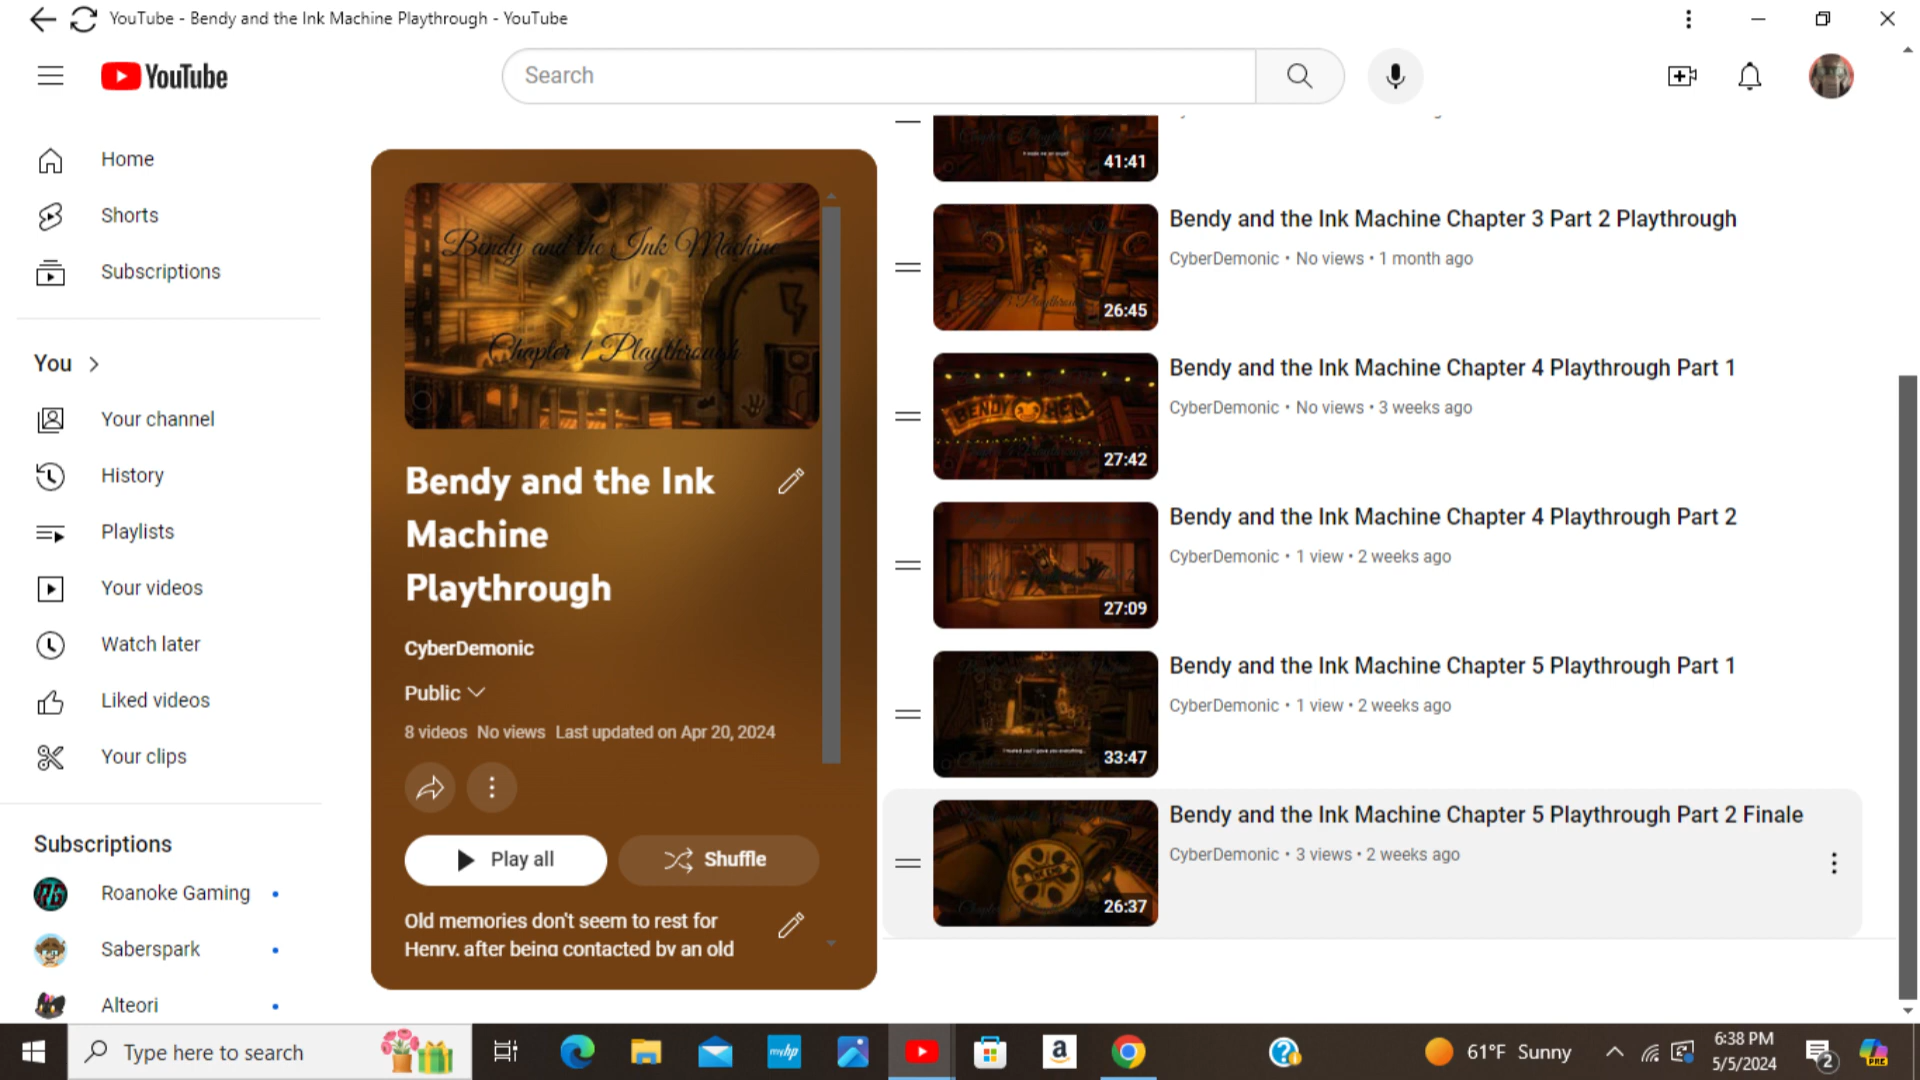 YouTube - Bendy and the Ink Machine Playthrough - YouTube
YouTube
Search
Home
Shorts
Subscriptions
You
Your channel
History
Playlists
Your videos
Watch later
Liked videos
Your clips
Subscriptions
Roanoke Gaming
Saberspark
Alteori
Bendy and the Ink Machine
Chapter 1 Playthrough
Bendy and the Ink
Machine
Playthrough
CyberDemonic
Public
8 videos No views Last updated on Apr 20, 2024
Play all
Shuffle
Old memories don't seem to rest for
Henry, after being contacted by an old
41:41
Bendy and the Ink Machine Chapter 3 Part 2 Playthrough
CyberDemonic • No views • 1 month ago
26:45
Bendy and the Ink Machine Chapter 4 Playthrough Part 1
CyberDemonic • No views • 3 weeks ago
BENDY HELL
27:42
Bendy and the Ink Machine Chapter 4 Playthrough Part 2
CyberDemonic • 1 view • 2 weeks ago
27:09
Bendy and the Ink Machine Chapter 5 Playthrough Part 1
CyberDemonic • 1 view • 2 weeks ago
33:47
Bendy and the Ink Machine Chapter 5 Playthrough Part 2 Finale
CyberDemonic • 3 views • 2 weeks ago
26:37
Type here to search
myhp
61°F Sunny
6:38 PM
5/5/2024
2
PRE